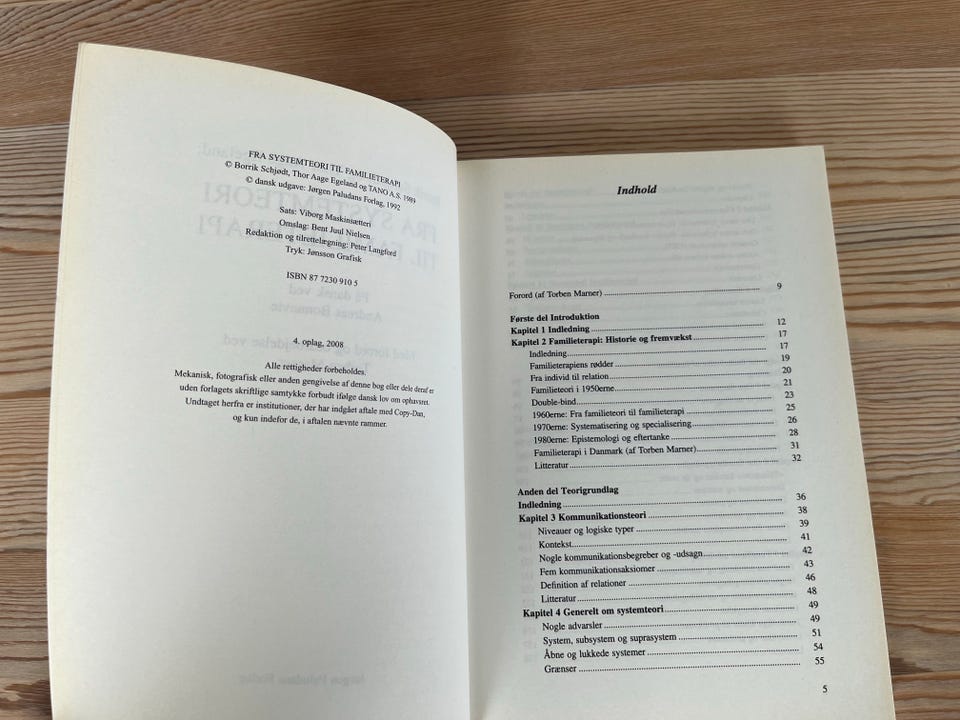 FRA SYSTEMTEORI TIL FAMILIETERAPI
© Borrik Schjødt, Thor Aage Egeland og TANO A.S. 1989
© dansk udgave: Jørgen Paludans Forlag, 1992
Sats: Viborg Maskinsætteri
Omslag: Bent Juul Nielsen
Redaktion og tilrettelægning: Peter Langford
Tryk: Jønsson Grafisk
ISBN 87 7230 910 5
4. oplag, 2008
Alle rettigheder forbeholdes.
Mekanisk, fotografisk eller anden gengivelse af denne bog eller dele deraf er
uden forlagets skriftlige samtykke forbudt ifølge dansk lov om ophavsret.
Undtaget herfra er institutioner, der har indgået aftale med Copy-Dan,
og kun indefor de, i aftalen nævnte rammer.
Indhold
Forord (af Torben Marner) 9
Første del Introduktion
Kapitel 1 Indledning 12
Kapitel 2 Familieterapi: Historie og fremvækst 17
Indledning 17
Familieterapiens rødder 19
Fra individ til relation 20
Familieteori i 1950erne 21
Double-bind 23
1960erne: Fra familieteori til familieterapi 25
1970erne: Systematisering og specialisering 26
1980erne: Epistemologi og eftertanke 28
Familieterapi i Danmark (af Torben Marner) 31
Litteratur 32
Anden del Teorigrundlag
Indledning 36
Kapitel 3 Kommunikationsteori 38
Niveauer og logiske typer 39
Kontekst 41
Nogle kommunikationsbegreber og -udsagn 42
Fem kommunikationsaksiomer 43
Definition af relationer 46
Litteratur 48
Kapitel 4 Generelt om systemteori 49
Nogle advarsler 49
System, subsystem og suprasystem 51
Åbne og lukkede systemer 54
Grænser 55
5